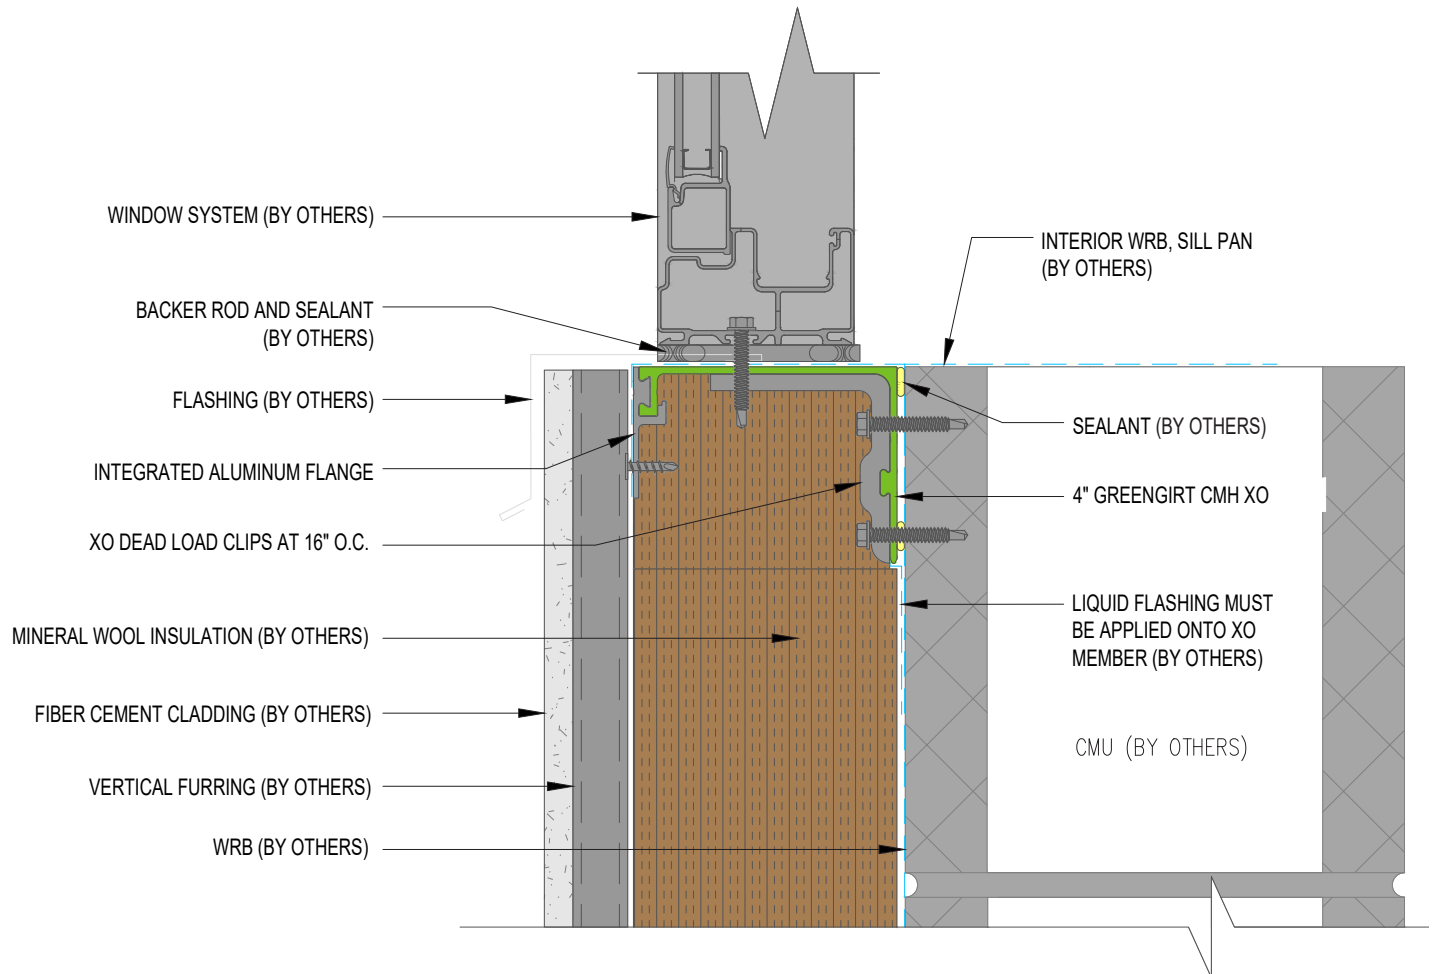 WINDOW SYSTEM (BY OTHERS)
BACKER ROD AND SEALANT
(BY OTHERS)
FLASHING (BY OTHERS)
INTEGRATED ALUMINUM FLANGE
XO DEAD LOAD CLIPS AT 16" O.C.
MINERAL WOOL INSULATION (BY OTHERS)
FIBER CEMENT CLADDING (BY OTHERS)
VERTICAL FURRING (BY OTHERS)
WRB (BY OTHERS)
INTERIOR WRB, SILL PAN
(BY OTHERS)
SEALANT (BY OTHERS)
4" GREENGIRT CMH XO
LIQUID FLASHING MUST
BE APPLIED ONTO XO
MEMBER (BY OTHERS)
CMU (BY OTHERS)